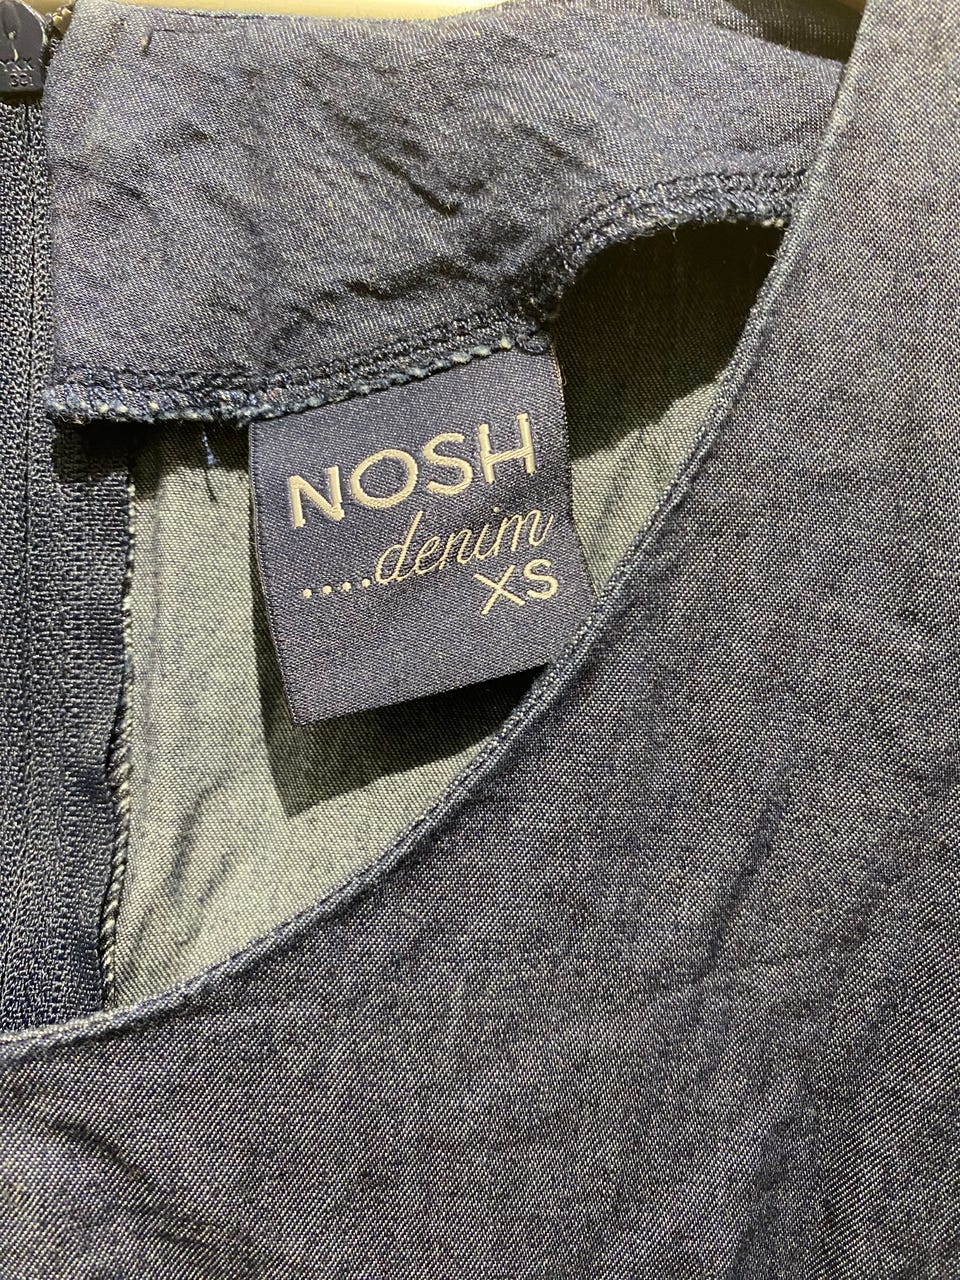 NOSH
....denim
XS